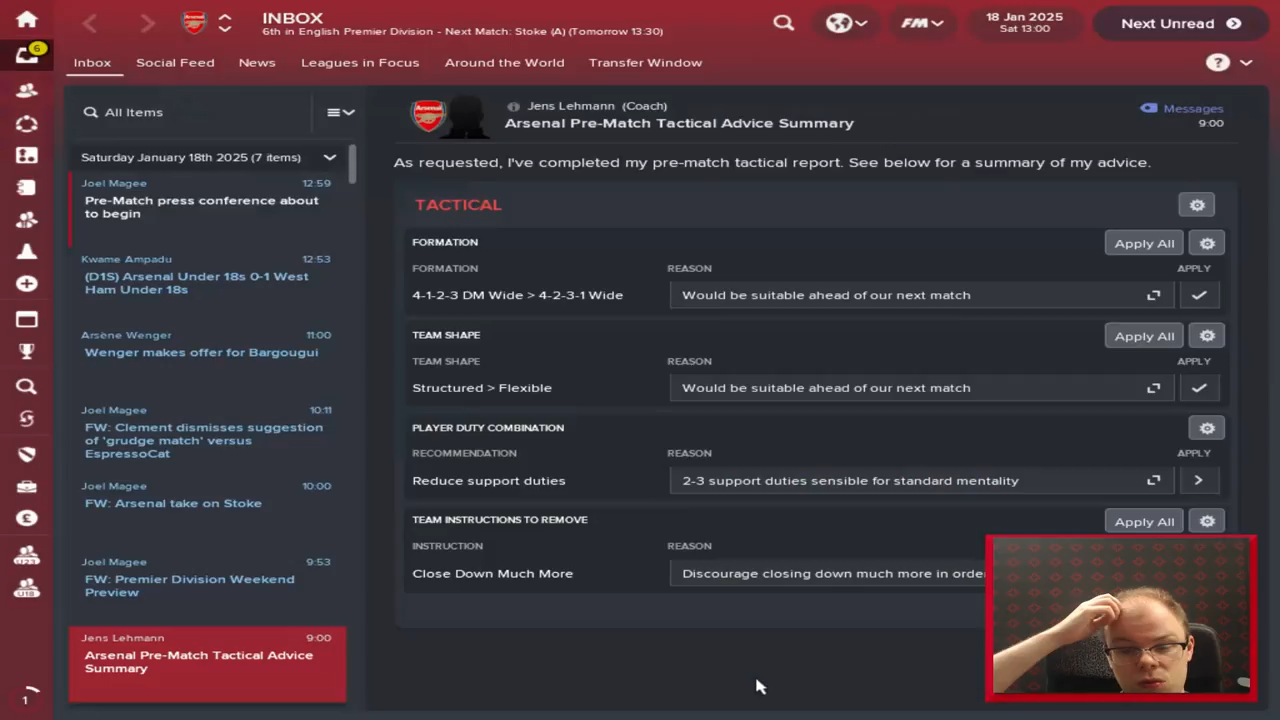 INBOX
6th in English Premier Division - Next Match: Stoke (A) (Tomorrow 13:30)
FM
18 Jan 2025
Sat 13:00
Next Unread
6
Inbox
Social Feed
News
Leagues in Focus
Around the World
Transfer Window
?
All Items
Saturday January 18th 2025 (7 items)
Joel Magee 12:59
Pre-Match press conference about
to begin
Kwame Ampadu 12:53
(D1S) Arsenal Under 18s 0-1 West
Ham Under 18s
Arsène Wenger 11:00
Wenger makes offer for Bargougui
Joel Magee 10:11
FW: Clement dismisses suggestion
of 'grudge match' versus
EspressoCat
Joel Magee 10:00
FW: Arsenal take on Stoke
Joel Magee 9:53
FW: Premier Division Weekend
Preview
Jens Lehmann 9:00
Arsenal Pre-Match Tactical Advice
Summary
U23
U18
1
Arsenal
Jens Lehmann (Coach)
Arsenal Pre-Match Tactical Advice Summary
Messages
9:00
As requested, I've completed my pre-match tactical report. See below for a summary of my advice.
TACTICAL
FORMATION
Apply All
FORMATION REASON APPLY
4-1-2-3 DM Wide > 4-2-3-1 Wide Would be suitable ahead of our next match
TEAM SHAPE
Apply All
TEAM SHAPE REASON APPLY
Structured > Flexible Would be suitable ahead of our next match
PLAYER DUTY COMBINATION
RECOMMENDATION REASON APPLY
Reduce support duties 2-3 support duties sensible for standard mentality
TEAM INSTRUCTIONS TO REMOVE
Apply All
INSTRUCTION REASON
Close Down Much More Discourage closing down much more in orde